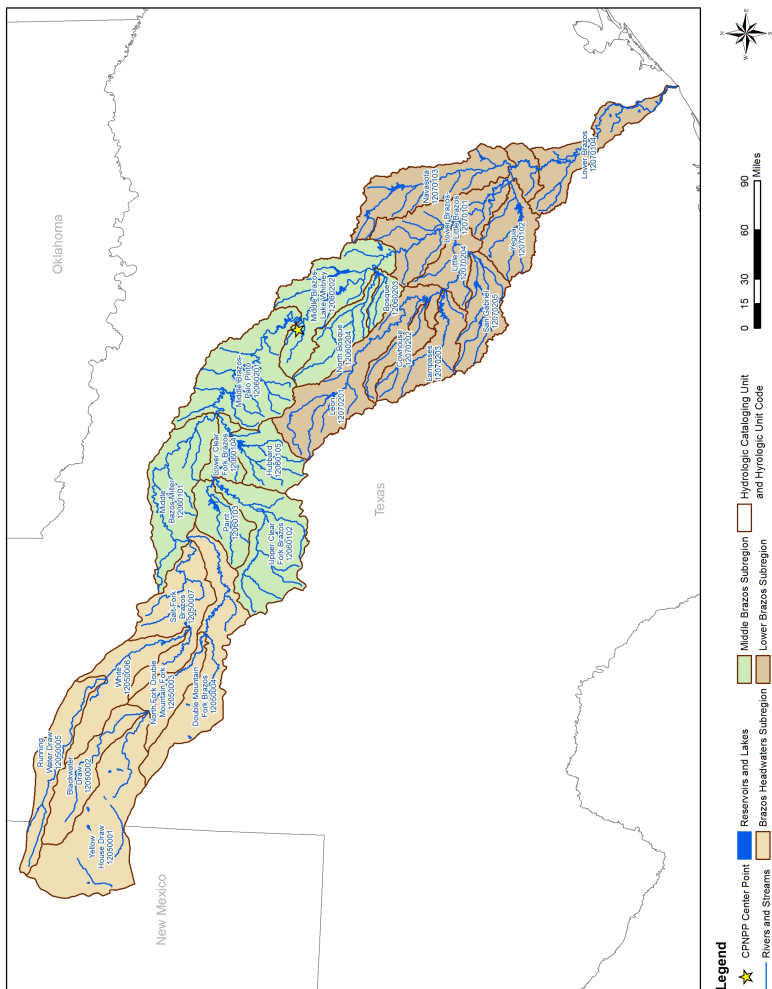 Oklahoma
New Mexico
Texas
Running
Water Draw
12050005
Blackwater
Draw
12050002
Yellow
House Draw
12050001
White
12050006
North Fork Double
Mountain Fork
12050003
Double Mountain
Fork Brazos
12050004
Salt Fork
Brazos
12050007
Middle
Bazos-Miller
12060101
Paint
12060103
Upper Clear
Fork Brazos
12060102
Lower Clear
Fork Brazos
12060104
Hubbard
12060105
Middle Brazos-
Palo Pinto
12060201
Middle Brazos-
Lake Whitney
12060202
North Bosque
12060204
Bosque
12060203
Leon
12070201
Cowhouse
12070202
Lampasas
12070203
Little
12070204
San Gabriel
12070205
Lower Brazos-
Little Brazos
12070101
Navasota
12070103
Yegua
12070102
Lower Brazos
12070104
Legend
CPNPP Center Point
Rivers and Streams
Reservoirs and Lakes
Brazos Headwaters Subregion
Middle Brazos Subregion
Lower Brazos Subregion
Hydrologic Cataloging Unit
and Hyrologic Unit Code
0 15 30 60 90
Miles
N
E
S
W